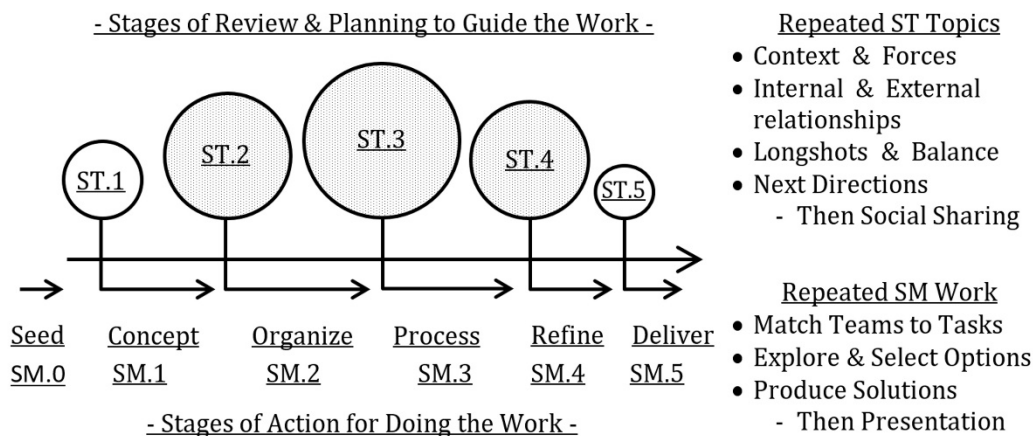 - Stages of Review & Planning to Guide the Work -
ST.1
ST.2
ST.3
ST.4
ST.5
Seed
Concept
Organize
Process
Refine
Deliver
SM.0
SM.1
SM.2
SM.3
SM.4
SM.5
- Stages of Action for Doing the Work -
Repeated ST Topics
• Context & Forces
• Internal & External
relationships
• Longshots & Balance
• Next Directions
- Then Social Sharing
Repeated SM Work
• Match Teams to Tasks
• Explore & Select Options
• Produce Solutions
- Then Presentation